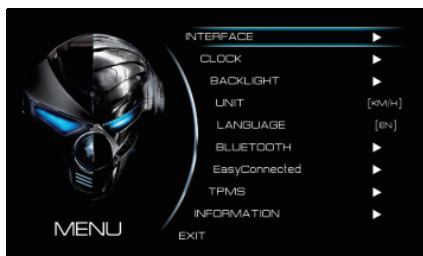 INTERFACE
CLOCK
BACKLIGHT
UNIT [KM/H]
LANGUAGE [EN]
BLUETOOTH
EasyConnected
TPMS
INFORMATION
EXIT
MENU